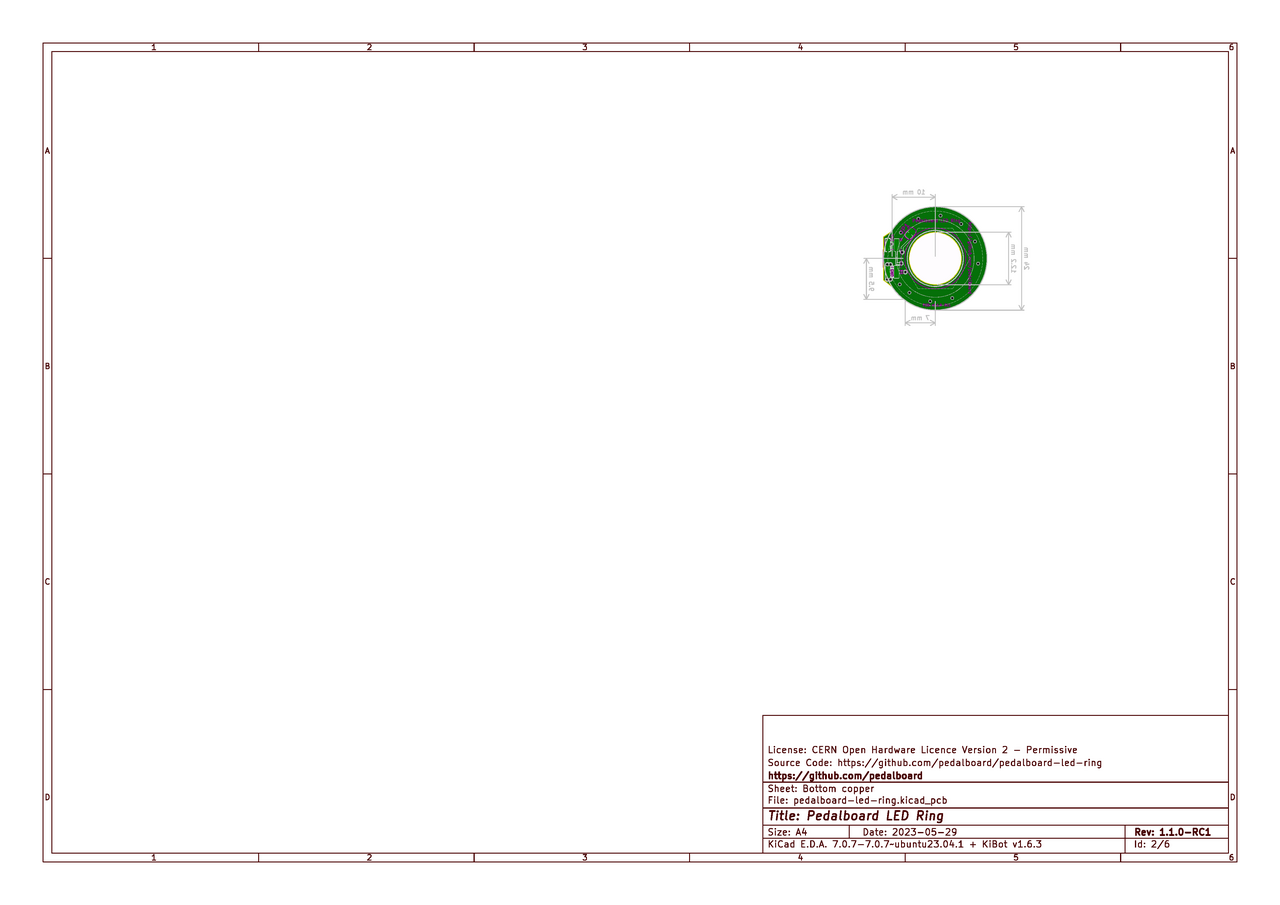 1 2 3 4 5 6
A A
10 mm
12.2 mm
24 mm
9.5 mm
7 mm
B B
C C
License: CERN Open Hardware Licence Version 2 - Permissive
Source Code: https://github.com/pedalboard/pedalboard-led-ring
https://github.com/pedalboard
Sheet: Bottom copper
D D
File: pedalboard-led-ring.kicad_pcb
Title: Pedalboard LED Ring
Size: A4 Date: 2023-05-29 Rev: 1.1.0-RC1
KiCad E.D.A. 7.0.7-7.0.7~ubuntu23.04.1 + KiBot v1.6.3 Id: 2/6
1 2 3 4 5 6